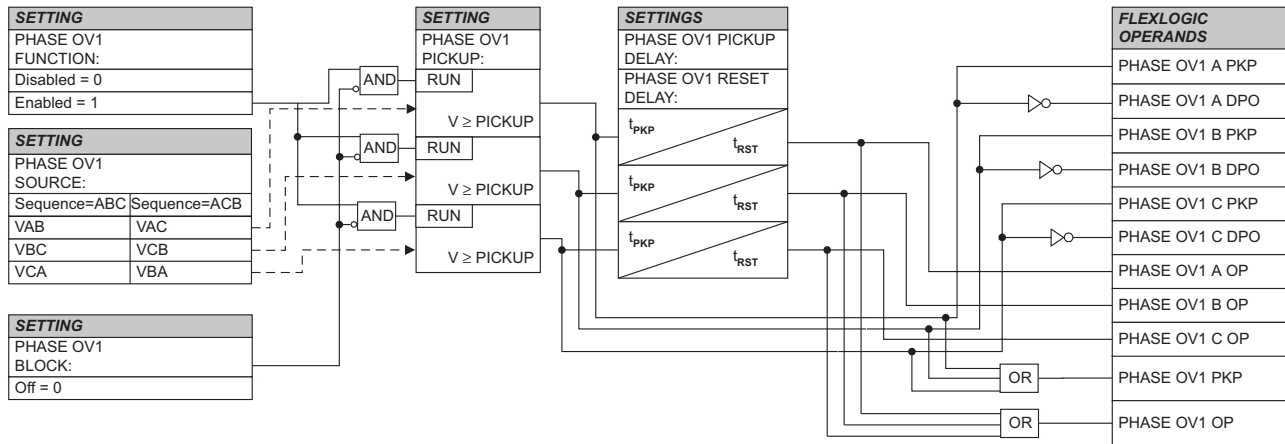 SETTING
PHASE OV1
FUNCTION:
Disabled = 0
Enabled = 1
SETTING
PHASE OV1
SOURCE:
Sequence=ABC Sequence=ACB
VAB VAC
VBC VCB
VCA VBA
SETTING
PHASE OV1
BLOCK:
Off = 0
AND
AND
AND
SETTING
PHASE OV1
PICKUP:
RUN
V ≥ PICKUP
RUN
V ≥ PICKUP
RUN
V ≥ PICKUP
SETTINGS
PHASE OV1 PICKUP
DELAY:
PHASE OV1 RESET
DELAY:
tPKP
tRST
tPKP
tRST
tPKP
tRST
OR
OR
FLEXLOGIC
OPERANDS
PHASE OV1 A PKP
PHASE OV1 A DPO
PHASE OV1 B PKP
PHASE OV1 B DPO
PHASE OV1 C PKP
PHASE OV1 C DPO
PHASE OV1 A OP
PHASE OV1 B OP
PHASE OV1 C OP
PHASE OV1 PKP
PHASE OV1 OP